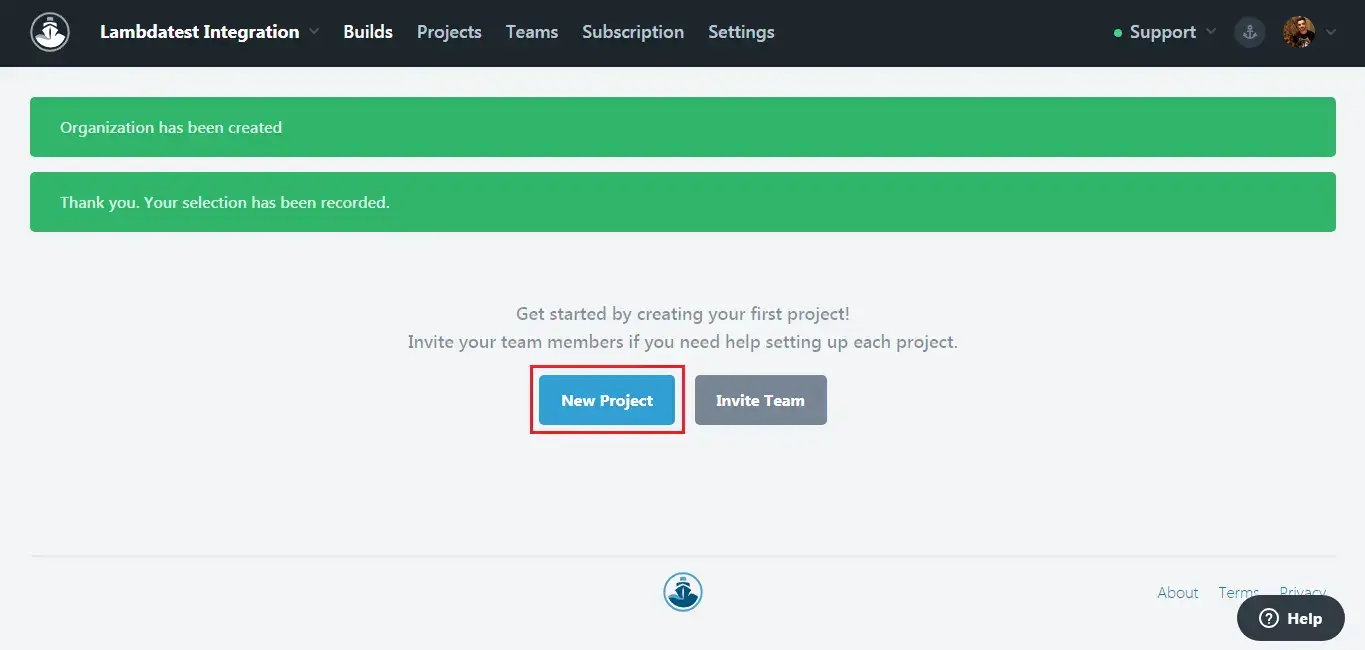 Lambdatest Integration Builds Projects Teams Subscription Settings Support
Organization has been created
Thank you. Your selection has been recorded.
Get started by creating your first project!
Invite your team members if you need help setting up each project.
New Project Invite Team
About Terms Privacy
Help